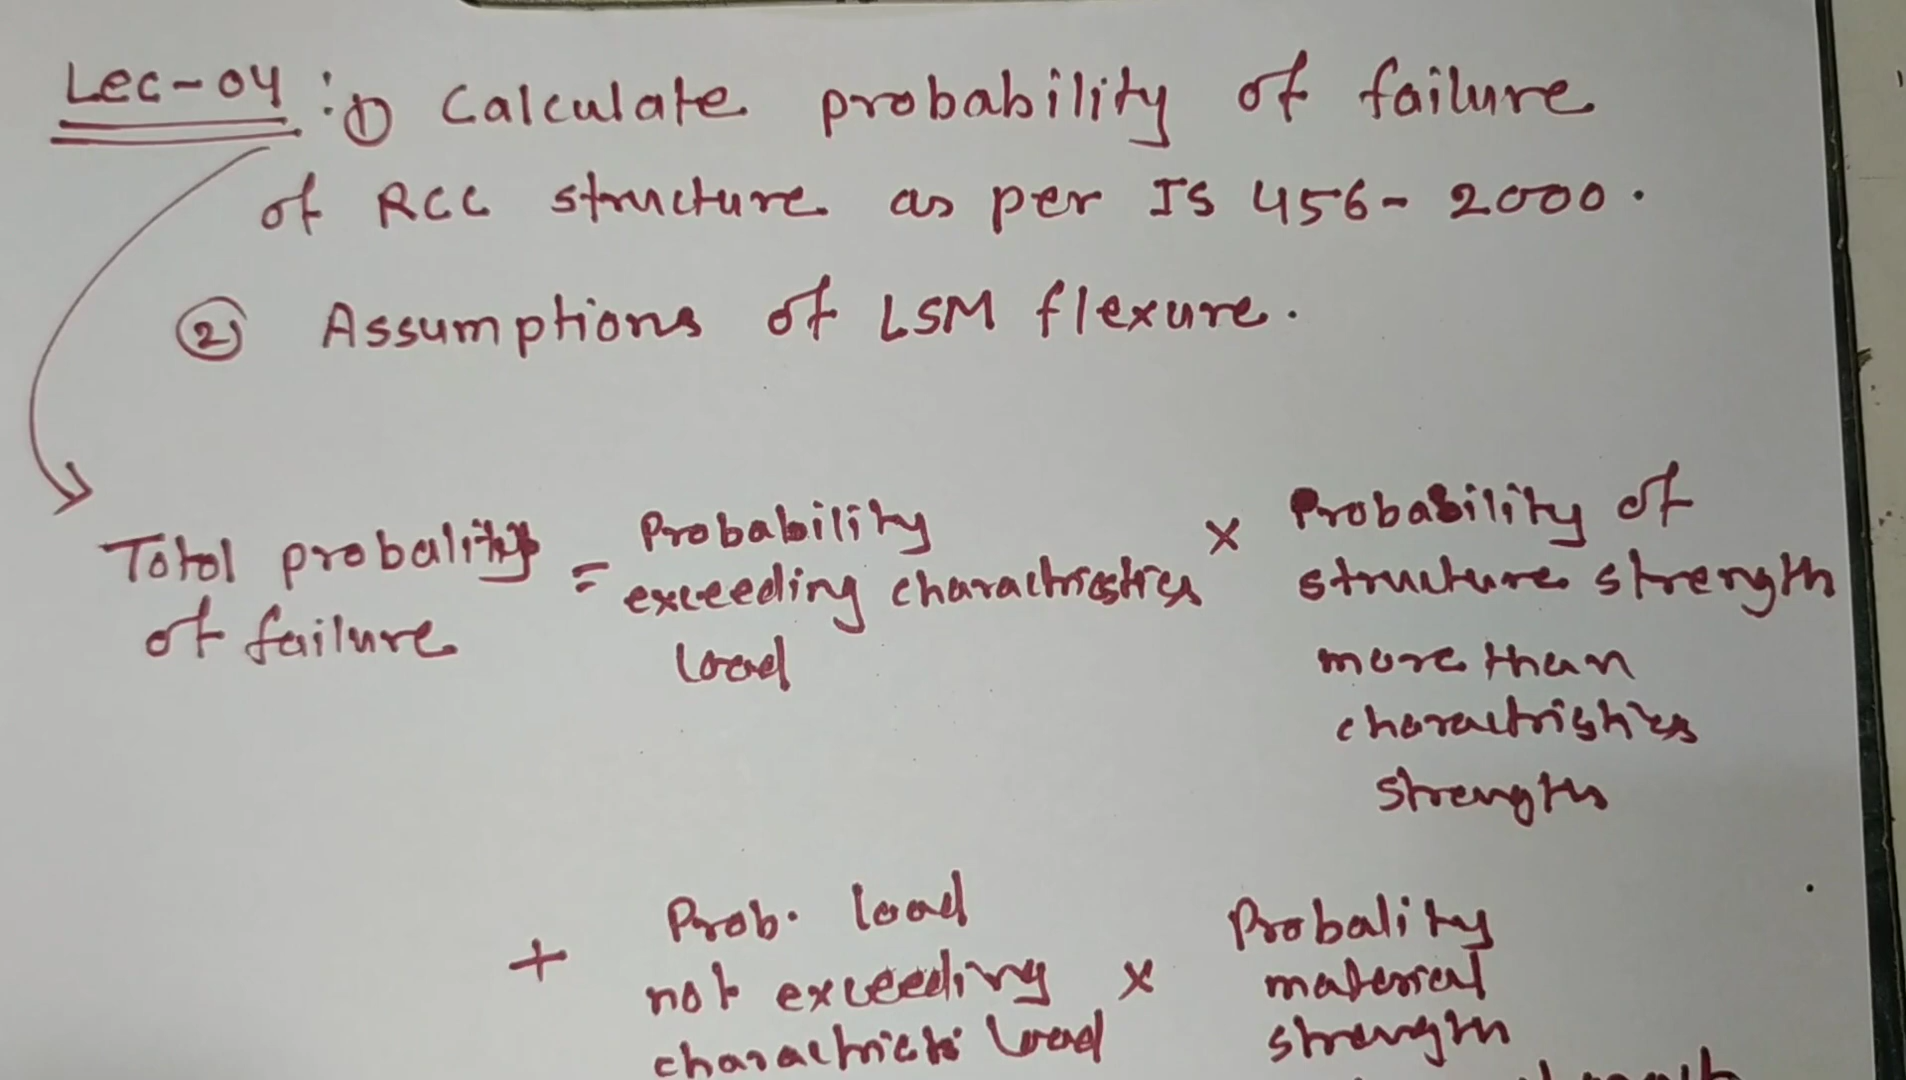 Lec-04 : ① Calculate probability of failure
of RCC structure as per IS 456- 2000.
② Assumptions of LSM flexure.
Total probality of failure = Probability exceeding charactristics load × Probability of structure strength more than charactristics strength
+ Prob. load not exceeding charactrictc load × Probality material strength